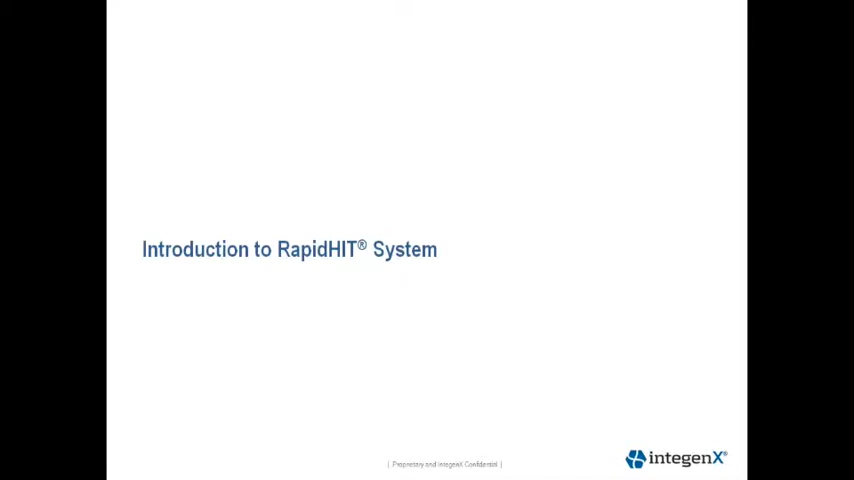 Introduction to RapidHIT® System
| Proprietary and IntegenX Confidential |
integenX®